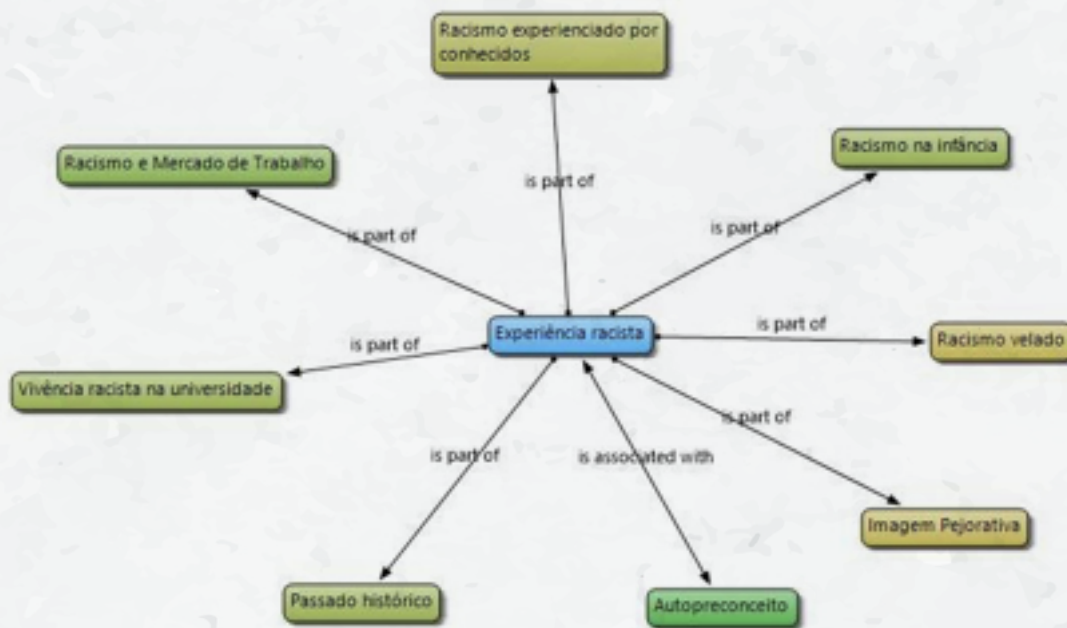 Racismo experienciado por
conhecidos
Racismo e Mercado de Trabalho
Racismo na infância
is part of
is part of
is part of
Experiência racista
is part of
Racismo velado
is part of
Vivência racista na universidade
is part of
is part of
is associated with
Imagem Pejorativa
Passado histórico
Autopreconceito